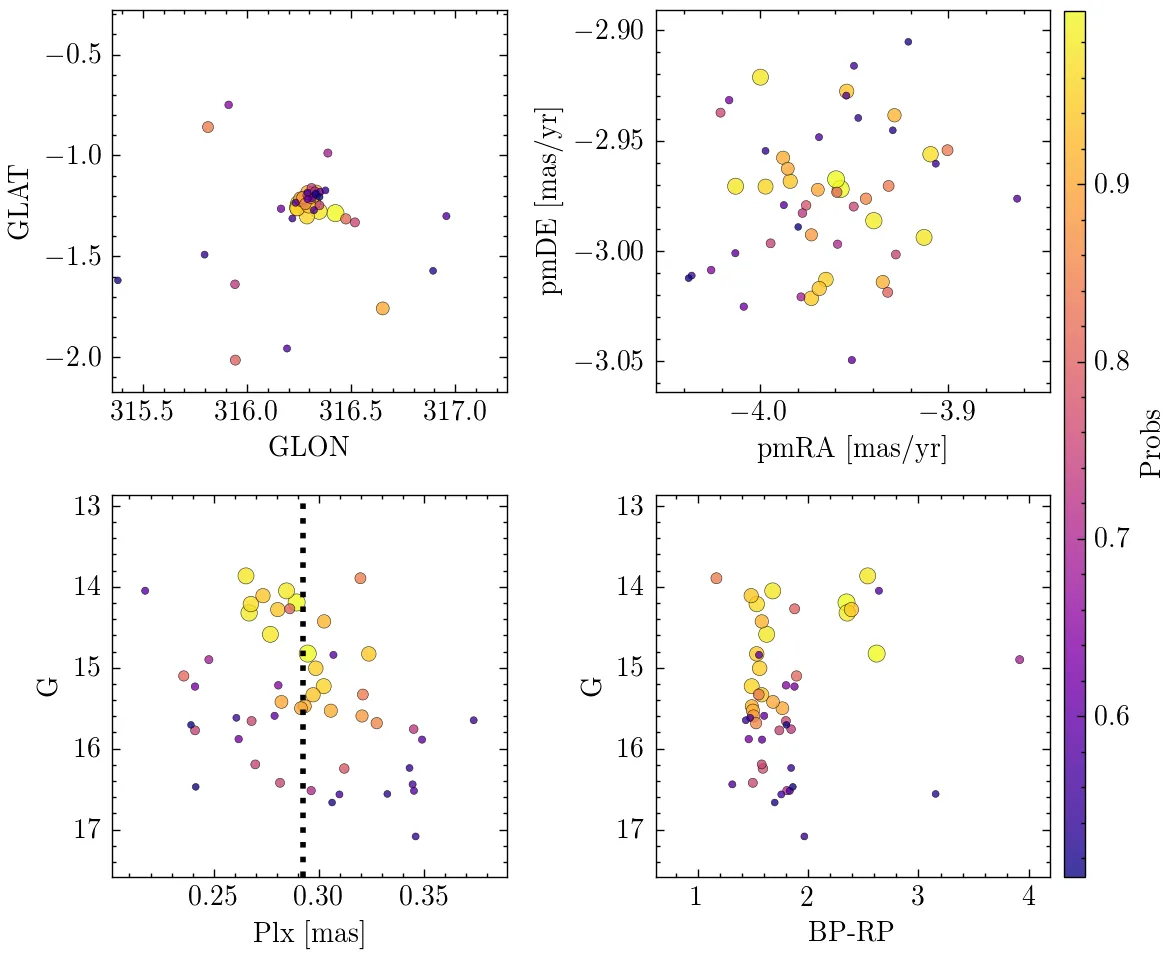 −0.5
−1.0
−1.5
−2.0
GLAT
315.5 316.0 316.5 317.0
GLON
−2.90
−2.95
−3.00
−3.05
pmDE [mas/yr]
−4.0 −3.9
pmRA [mas/yr]
13
14
15
16
17
G
0.25 0.30 0.35
Plx [mas]
13
14
15
16
17
G
1 2 3 4
BP-RP
0.9
0.8
0.7
0.6
Probs